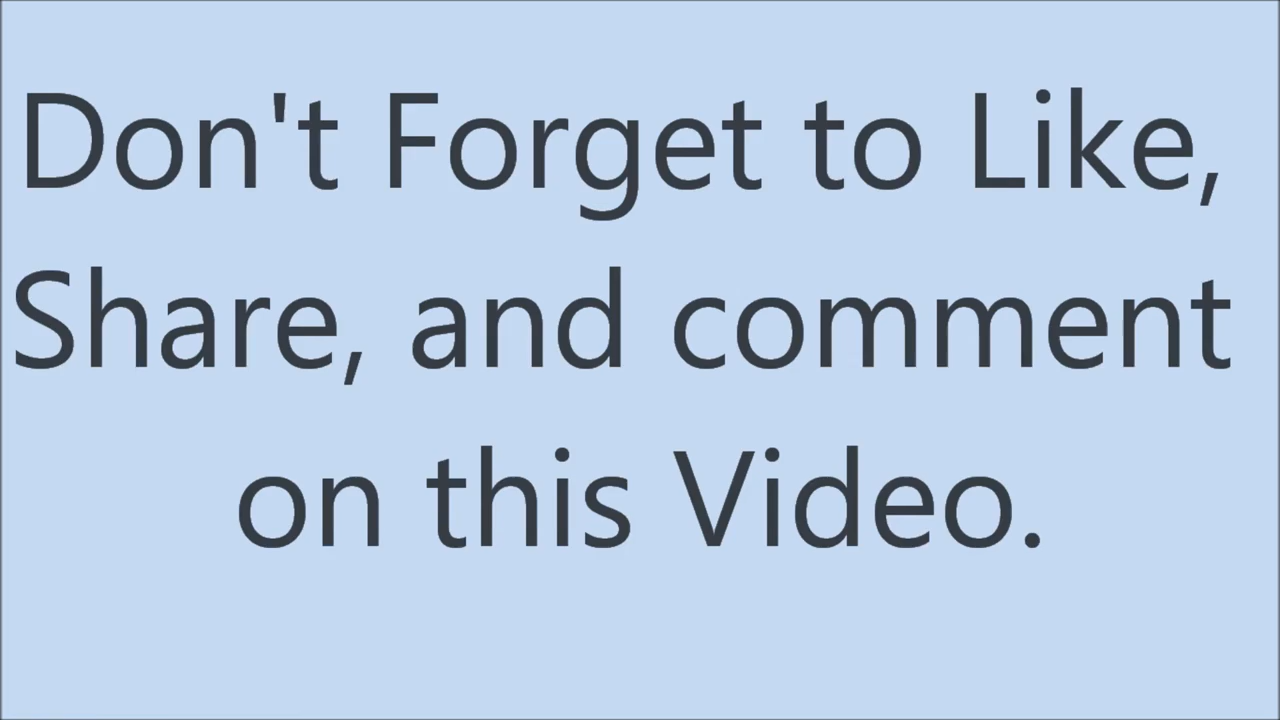 Don't Forget to Like,
Share, and comment
on this Video.